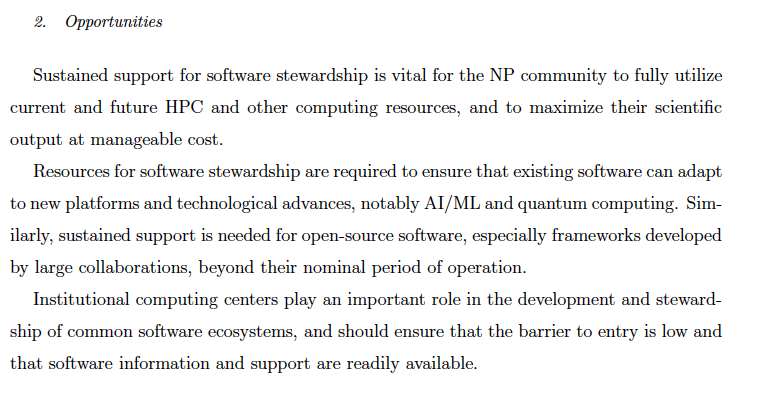 2. Opportunities
Sustained support for software stewardship is vital for the NP community to fully utilize
current and future HPC and other computing resources, and to maximize their scientific
output at manageable cost.
Resources for software stewardship are required to ensure that existing software can adapt
to new platforms and technological advances, notably AI/ML and quantum computing. Sim-
ilarly, sustained support is needed for open-source software, especially frameworks developed
by large collaborations, beyond their nominal period of operation.
Institutional computing centers play an important role in the development and steward-
ship of common software ecosystems, and should ensure that the barrier to entry is low and
that software information and support are readily available.